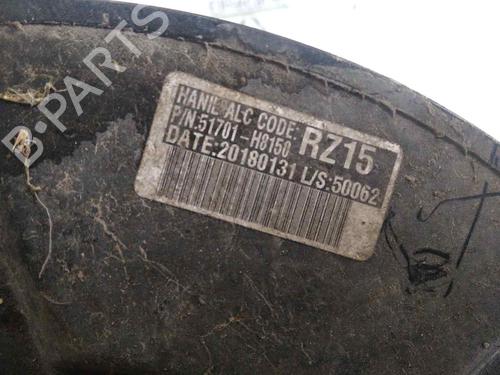 B-PARTS
HANIL ALC CODE: RZ15
P/N:51701-H8150
DATE:20180131 L/S:50062